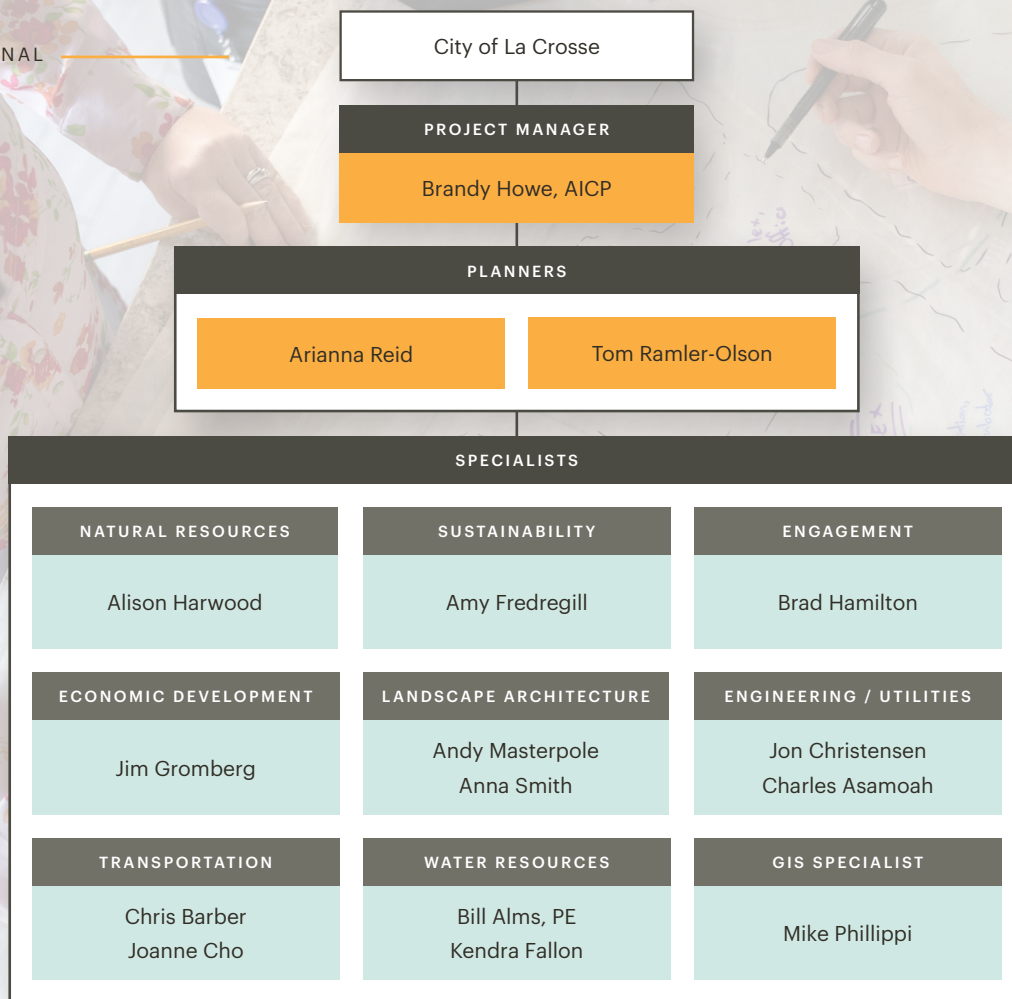 NAL
City of La Crosse
PROJECT MANAGER
Brandy Howe, AICP
PLANNERS
Arianna Reid
Tom Ramler-Olson
SPECIALISTS
NATURAL RESOURCES
Alison Harwood
SUSTAINABILITY
Amy Fredregill
ENGAGEMENT
Brad Hamilton
ECONOMIC DEVELOPMENT
Jim Gromberg
LANDSCAPE ARCHITECTURE
Andy Masterpole
Anna Smith
ENGINEERING / UTILITIES
Jon Christensen
Charles Asamoah
TRANSPORTATION
Chris Barber
Joanne Cho
WATER RESOURCES
Bill Alms, PE
Kendra Fallon
GIS SPECIALIST
Mike Phillippi